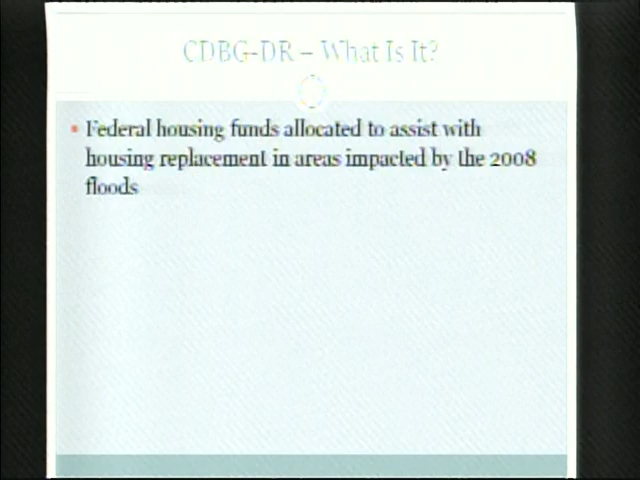 CDBG-DR – What Is It?
Federal housing funds allocated to assist with
housing replacement in areas impacted by the 2008
floods